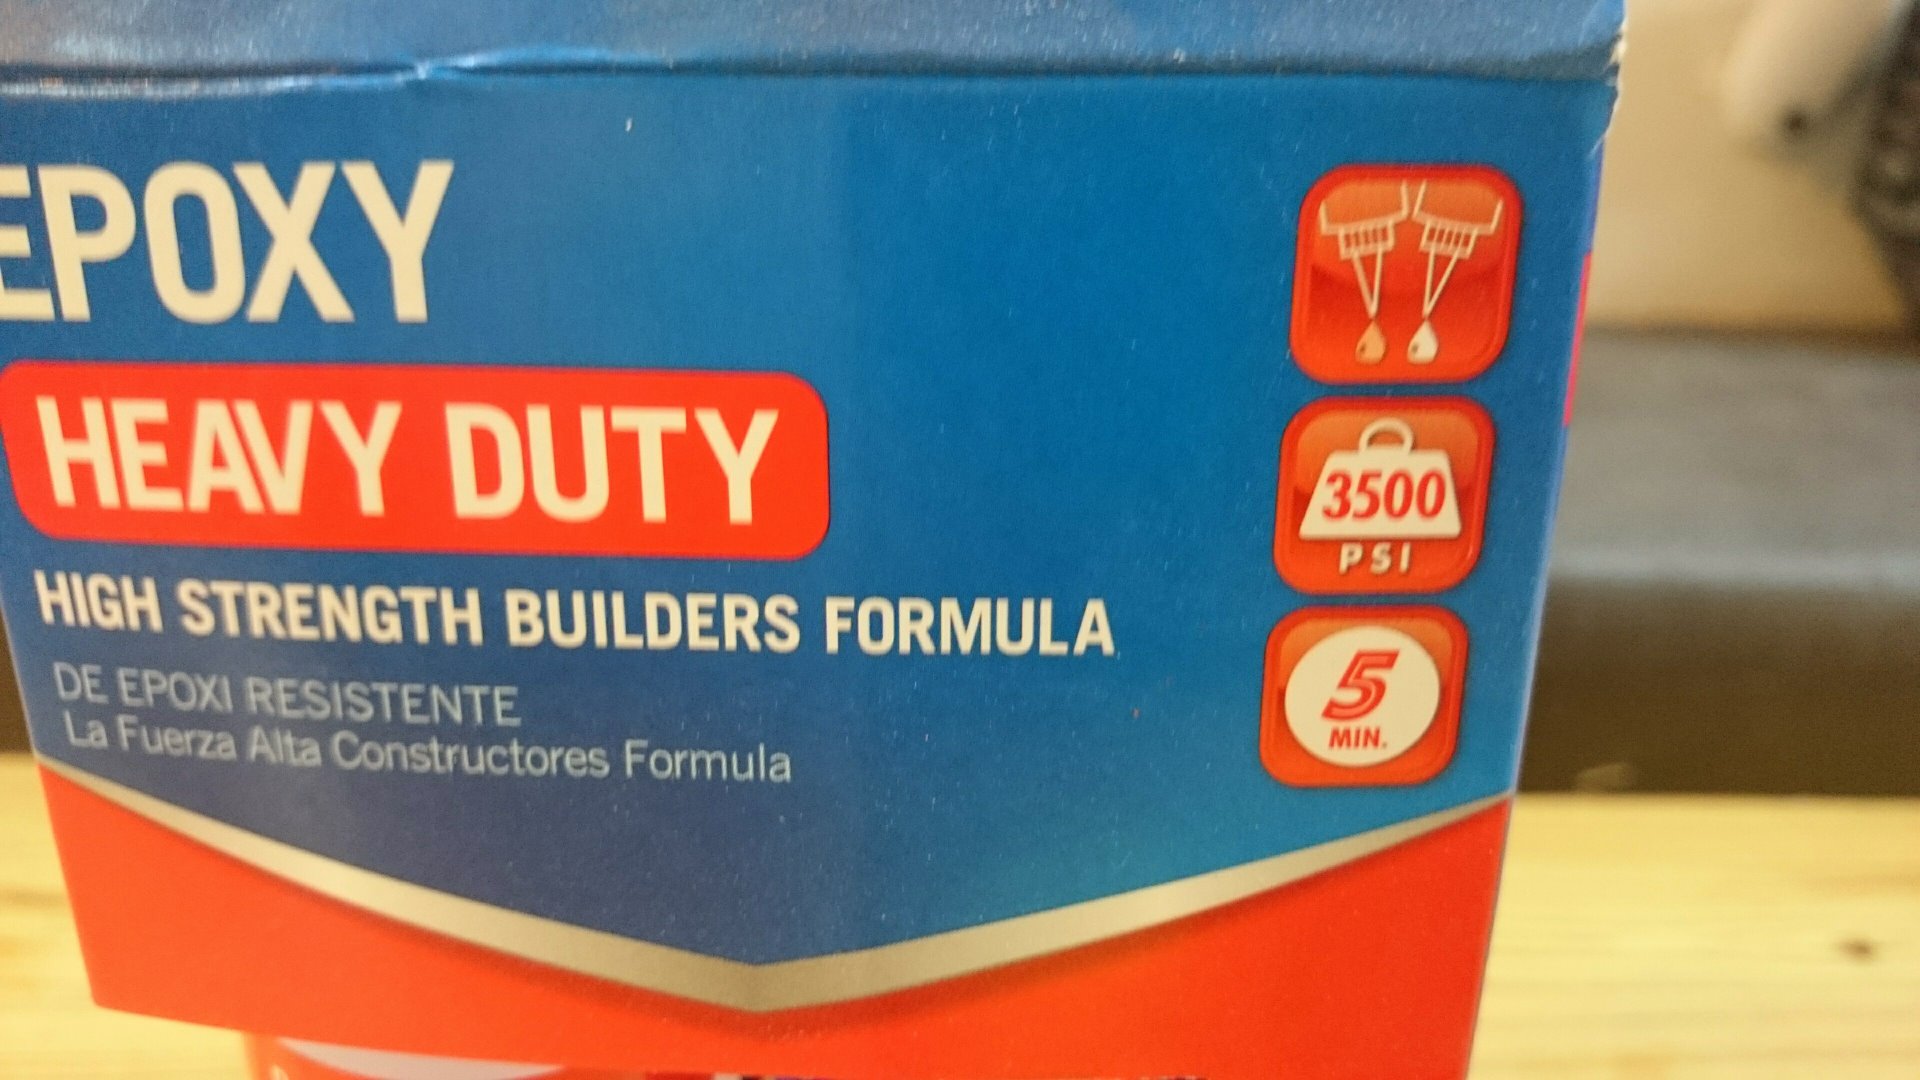 EPOXY
HEAVY DUTY
HIGH STRENGTH BUILDERS FORMULA
DE EPOXI RESISTENTE
La Fuerza Alta Constructores Formula
3500
PSI
5
MIN.